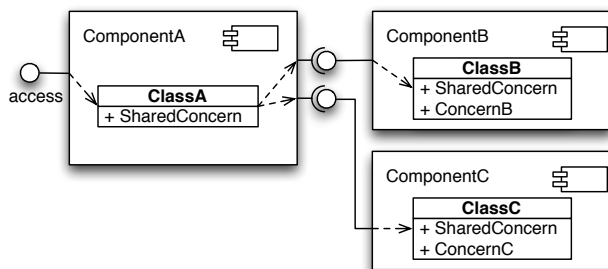 ComponentA
access
ClassA
+ SharedConcern
ComponentB
ClassB
+ SharedConcern
+ ConcernB
ComponentC
ClassC
+ SharedConcern
+ ConcernC